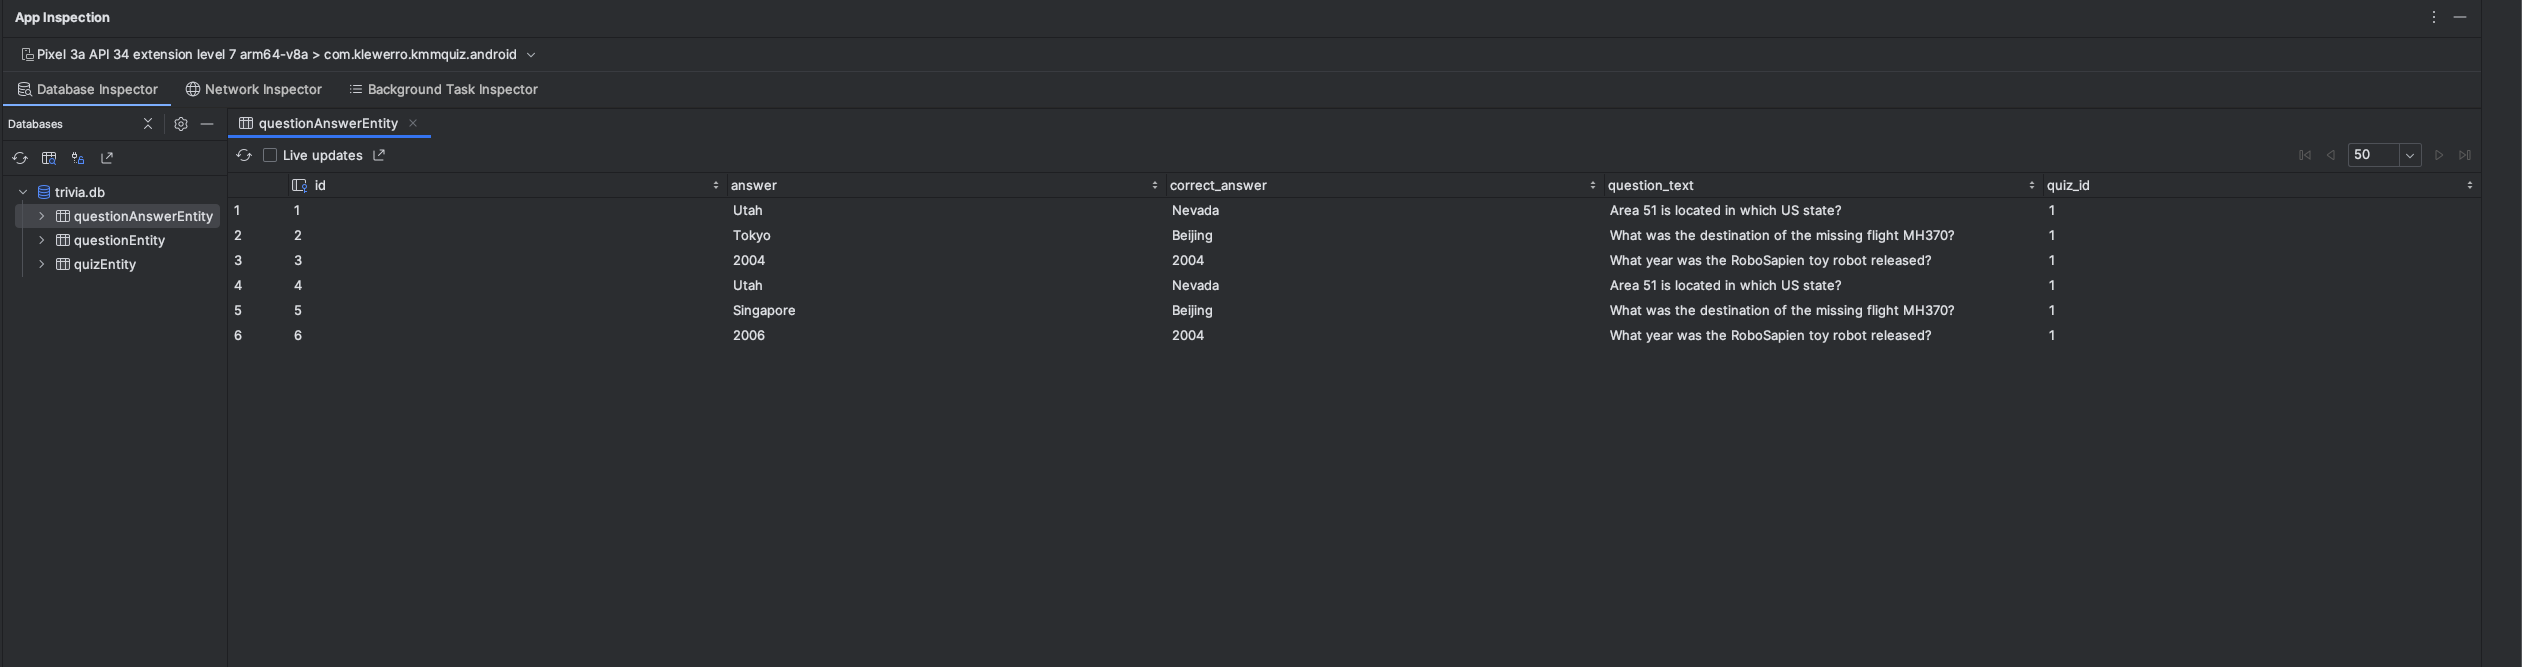 App Inspection
Pixel 3a API 34 extension level 7 arm64-v8a > com.klewerro.kmmquiz.android
Database Inspector Network Inspector Background Task Inspector
Databases questionAnswerEntity
Live updates 50
trivia.db
questionAnswerEntity
questionEntity
quizEntity
id answer correct_answer question_text quiz_id
1 1 Utah Nevada Area 51 is located in which US state? 1
2 2 Tokyo Beijing What was the destination of the missing flight MH370? 1
3 3 2004 2004 What year was the RoboSapien toy robot released? 1
4 4 Utah Nevada Area 51 is located in which US state? 1
5 5 Singapore Beijing What was the destination of the missing flight MH370? 1
6 6 2006 2004 What year was the RoboSapien toy robot released? 1